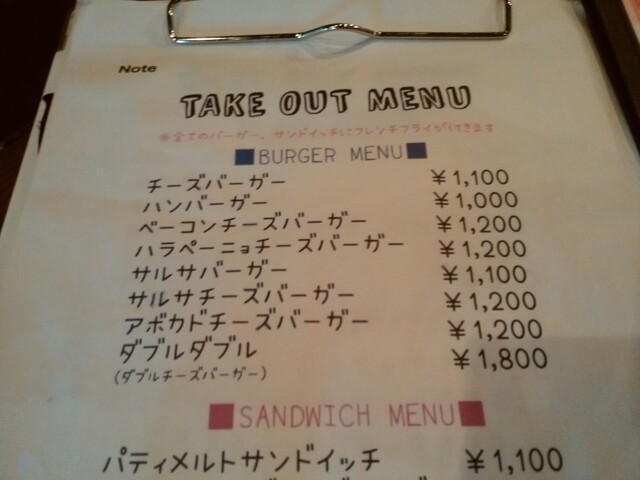 Note
TAKE OUT MENU
※全てのバーガー、サンドイッチにフレンチフライが付きます
■BURGER MENU■
チーズバーガー ¥1,100
ハンバーガー ¥1,000
ベーコンチーズバーガー ¥1,200
ハラペーニョチーズバーガー ¥1,200
サルサバーガー ¥1,100
サルサチーズバーガー ¥1,200
アボカドチーズバーガー ¥1,200
ダブルダブル ¥1,800
(ダブルチーズバーガー)
■SANDWICH MENU■
パティメルトサンドイッチ ¥1,100